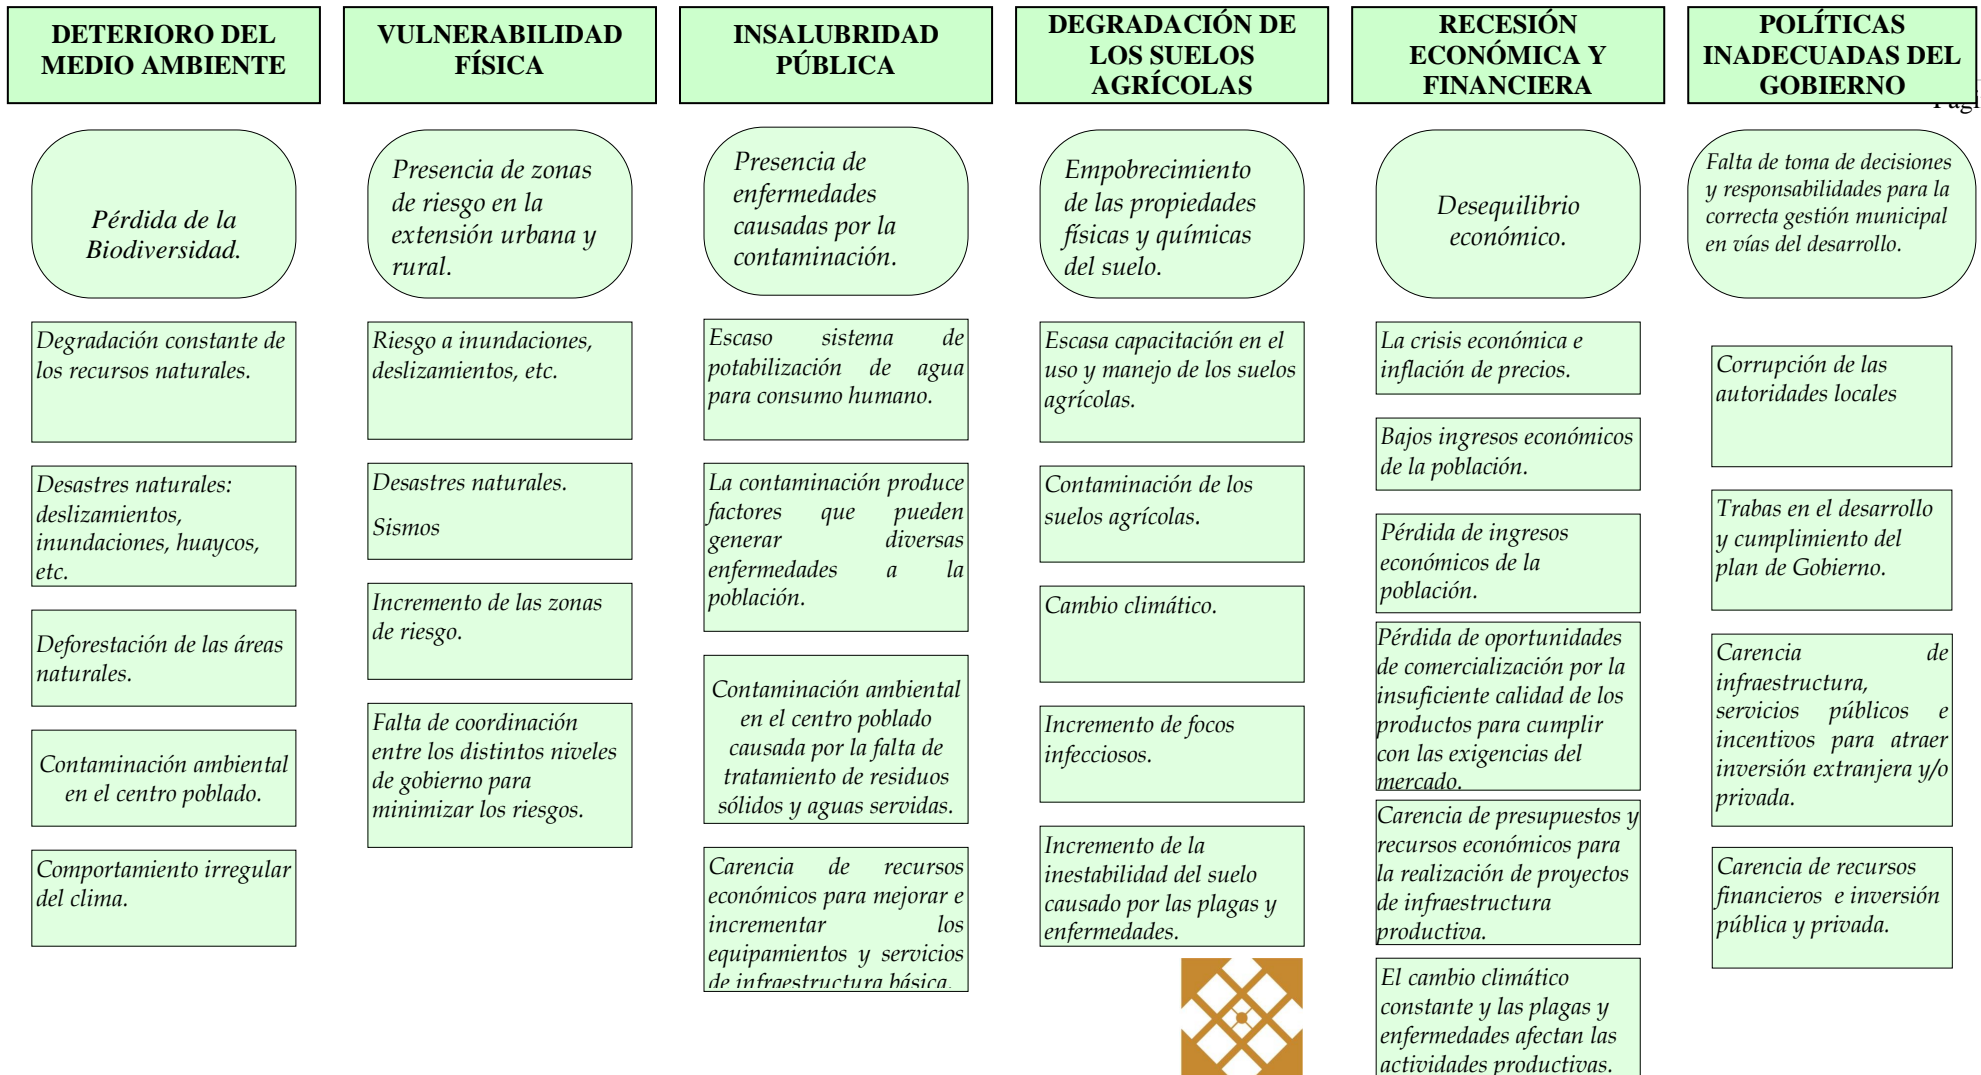 DETERIORO DEL
MEDIO AMBIENTE
Pérdida de la
Biodiversidad.
Degradación constante de
los recursos naturales.
Desastres naturales:
deslizamientos,
inundaciones, huaycos,
etc.
Deforestación de las áreas
naturales.
Contaminación ambiental
en el centro poblado.
Comportamiento irregular
del clima.
VULNERABILIDAD
FÍSICA
Presencia de zonas
de riesgo en la
extensión urbana y
rural.
Riesgo a inundaciones,
deslizamientos, etc.
Desastres naturales.
Sismos
Incremento de las zonas
de riesgo.
Falta de coordinación
entre los distintos niveles
de gobierno para
minimizar los riesgos.
INSALUBRIDAD
PÚBLICA
Presencia de
enfermedades
causadas por la
contaminación.
Escaso sistema de
potabilización de agua
para consumo humano.
La contaminación produce
factores que pueden
generar diversas
enfermedades a la
población.
Contaminación ambiental
en el centro poblado
causada por la falta de
tratamiento de residuos
sólidos y aguas servidas.
Carencia de recursos
económicos para mejorar e
incrementar los
equipamientos y servicios
de infraestructura básica.
DEGRADACIÓN DE
LOS SUELOS
AGRÍCOLAS
Empobrecimiento
de las propiedades
físicas y químicas
del suelo.
Escasa capacitación en el
uso y manejo de los suelos
agrícolas.
Contaminación de los
suelos agrícolas.
Cambio climático.
Incremento de focos
infecciosos.
Incremento de la
inestabilidad del suelo
causado por las plagas y
enfermedades.
RECESIÓN
ECONÓMICA Y
FINANCIERA
Desequilibrio
económico.
La crisis económica e
inflación de precios.
Bajos ingresos económicos
de la población.
Pérdida de ingresos
económicos de la
población.
Pérdida de oportunidades
de comercialización por la
insuficiente calidad de los
productos para cumplir
con las exigencias del
mercado.
Carencia de presupuestos y
recursos económicos para
la realización de proyectos
de infraestructura
productiva.
El cambio climático
constante y las plagas y
enfermedades afectan las
actividades productivas.
POLÍTICAS
INADECUADAS DEL
GOBIERNO
Falta de toma de decisiones
y responsabilidades para la
correcta gestión municipal
en vías del desarrollo.
Corrupción de las
autoridades locales
Trabas en el desarrollo
y cumplimiento del
plan de Gobierno.
Carencia de
infraestructura,
servicios públicos e
incentivos para atraer
inversión extranjera y/o
privada.
Carencia de recursos
financieros e inversión
pública y privada.